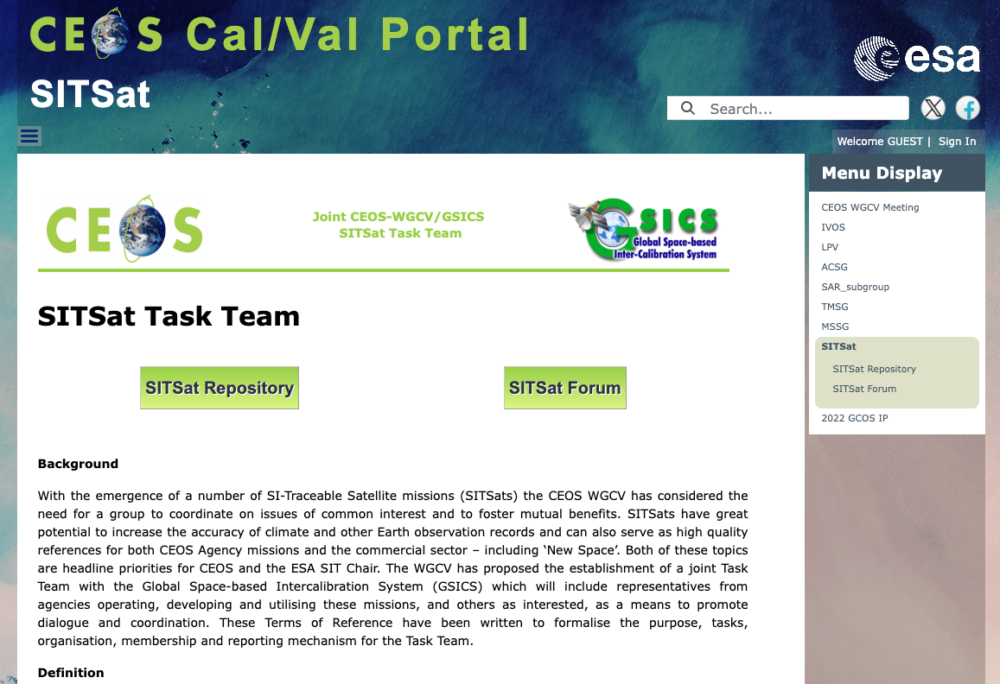 CEOS Cal/Val Portal
esa
SITSat
Search...
Welcome GUEST | Sign In
Menu Display
CEOS WGCV Meeting
IVOS
LPV
ACSG
SAR_subgroup
TMSG
MSSG
SITSat
SITSat Repository
SITSat Forum
2022 GCOS IP
CEOS
Joint CEOS-WGCV/GSICS
SITSat Task Team
GSICS
Global Space-based
Inter-Calibration System
SITSat Task Team
SITSat Repository
SITSat Forum
Background
With the emergence of a number of SI-Traceable Satellite missions (SITSats) the CEOS WGCV has considered the
need for a group to coordinate on issues of common interest and to foster mutual benefits. SITSats have great
potential to increase the accuracy of climate and other Earth observation records and can also serve as high quality
references for both CEOS Agency missions and the commercial sector – including ‘New Space’. Both of these topics
are headline priorities for CEOS and the ESA SIT Chair. The WGCV has proposed the establishment of a joint Task
Team with the Global Space-based Intercalibration System (GSICS) which will include representatives from
agencies operating, developing and utilising these missions, and others as interested, as a means to promote
dialogue and coordination. These Terms of Reference have been written to formalise the purpose, tasks,
organisation, membership and reporting mechanism for the Task Team.
Definition